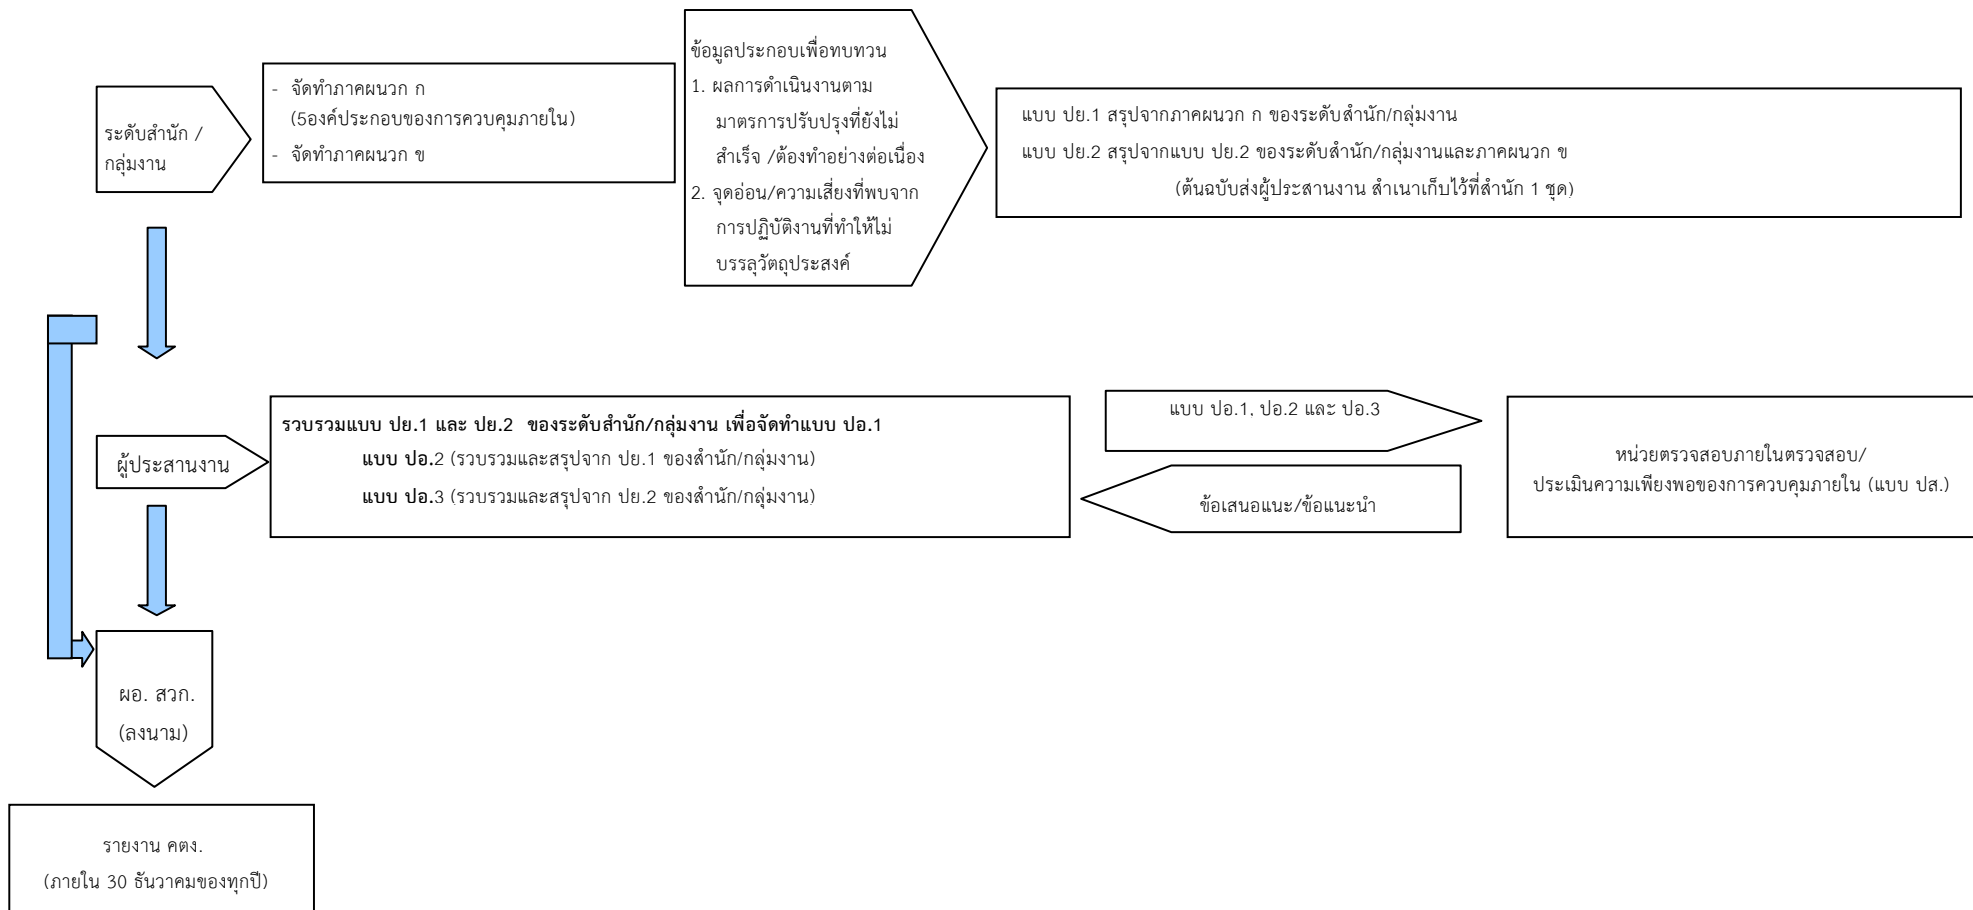 ระดับสำนัก /
กลุ่มงาน
- จัดทำภาคผนวก ก
(5องค์ประกอบของการควบคุมภายใน)
- จัดทำภาคผนวก ข
ข้อมูลประกอบเพื่อทบทวน
1. ผลการดำเนินงานตาม
มาตรการปรับปรุงที่ยังไม่
สำเร็จ /ต้องทำอย่างต่อเนื่อง
2. จุดอ่อน/ความเสี่ยงที่พบจาก
การปฏิบัติงานที่ทำให้ไม่
บรรลุวัตถุประสงค์
แบบ ปย.1 สรุปจากภาคผนวก ก ของระดับสำนัก/กลุ่มงาน
แบบ ปย.2 สรุปจากแบบ ปย.2 ของระดับสำนัก/กลุ่มงานและภาคผนวก ข
(ต้นฉบับส่งผู้ประสานงาน สำเนาเก็บไว้ที่สำนัก 1 ชุด)
ผู้ประสานงาน
รวบรวมแบบ ปย.1 และ ปย.2 ของระดับสำนัก/กลุ่มงาน เพื่อจัดทำแบบ ปอ.1
แบบ ปอ.2 (รวบรวมและสรุปจาก ปย.1 ของสำนัก/กลุ่มงาน)
แบบ ปอ.3 (รวบรวมและสรุปจาก ปย.2 ของสำนัก/กลุ่มงาน)
แบบ ปอ.1, ปอ.2 และ ปอ.3
ข้อเสนอแนะ/ข้อแนะนำ
หน่วยตรวจสอบภายในตรวจสอบ/
ประเมินความเพียงพอของการควบคุมภายใน (แบบ ปส.)
ผอ. สวก.
(ลงนาม)
รายงาน คตง.
(ภายใน 30 ธันวาคมของทุกปี)